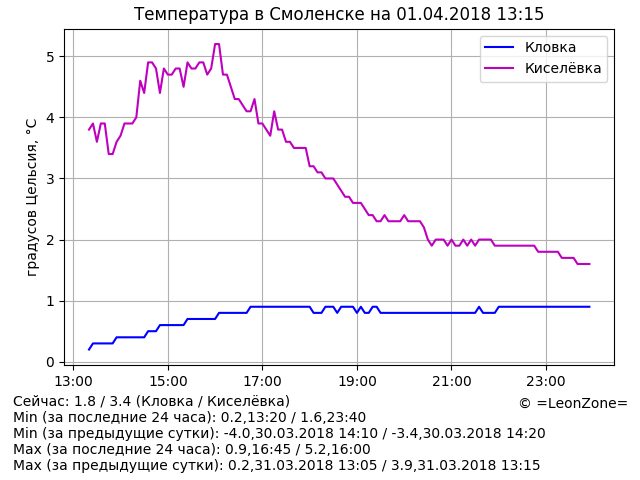 Температура в Смоленске на 01.04.2018 13:15
Кловка
Киселёвка
градусов Цельсия, °C
5
4
3
2
1
0
13:00 15:00 17:00 19:00 21:00 23:00
Сейчас: 1.8 / 3.4 (Кловка / Киселёвка)
© =LeonZone=
Min (за последние 24 часа): 0.2,13:20 / 1.6,23:40
Min (за предыдущие сутки): -4.0,30.03.2018 14:10 / -3.4,30.03.2018 14:20
Max (за последние 24 часа): 0.9,16:45 / 5.2,16:00
Max (за предыдущие сутки): 0.2,31.03.2018 13:05 / 3.9,31.03.2018 13:15